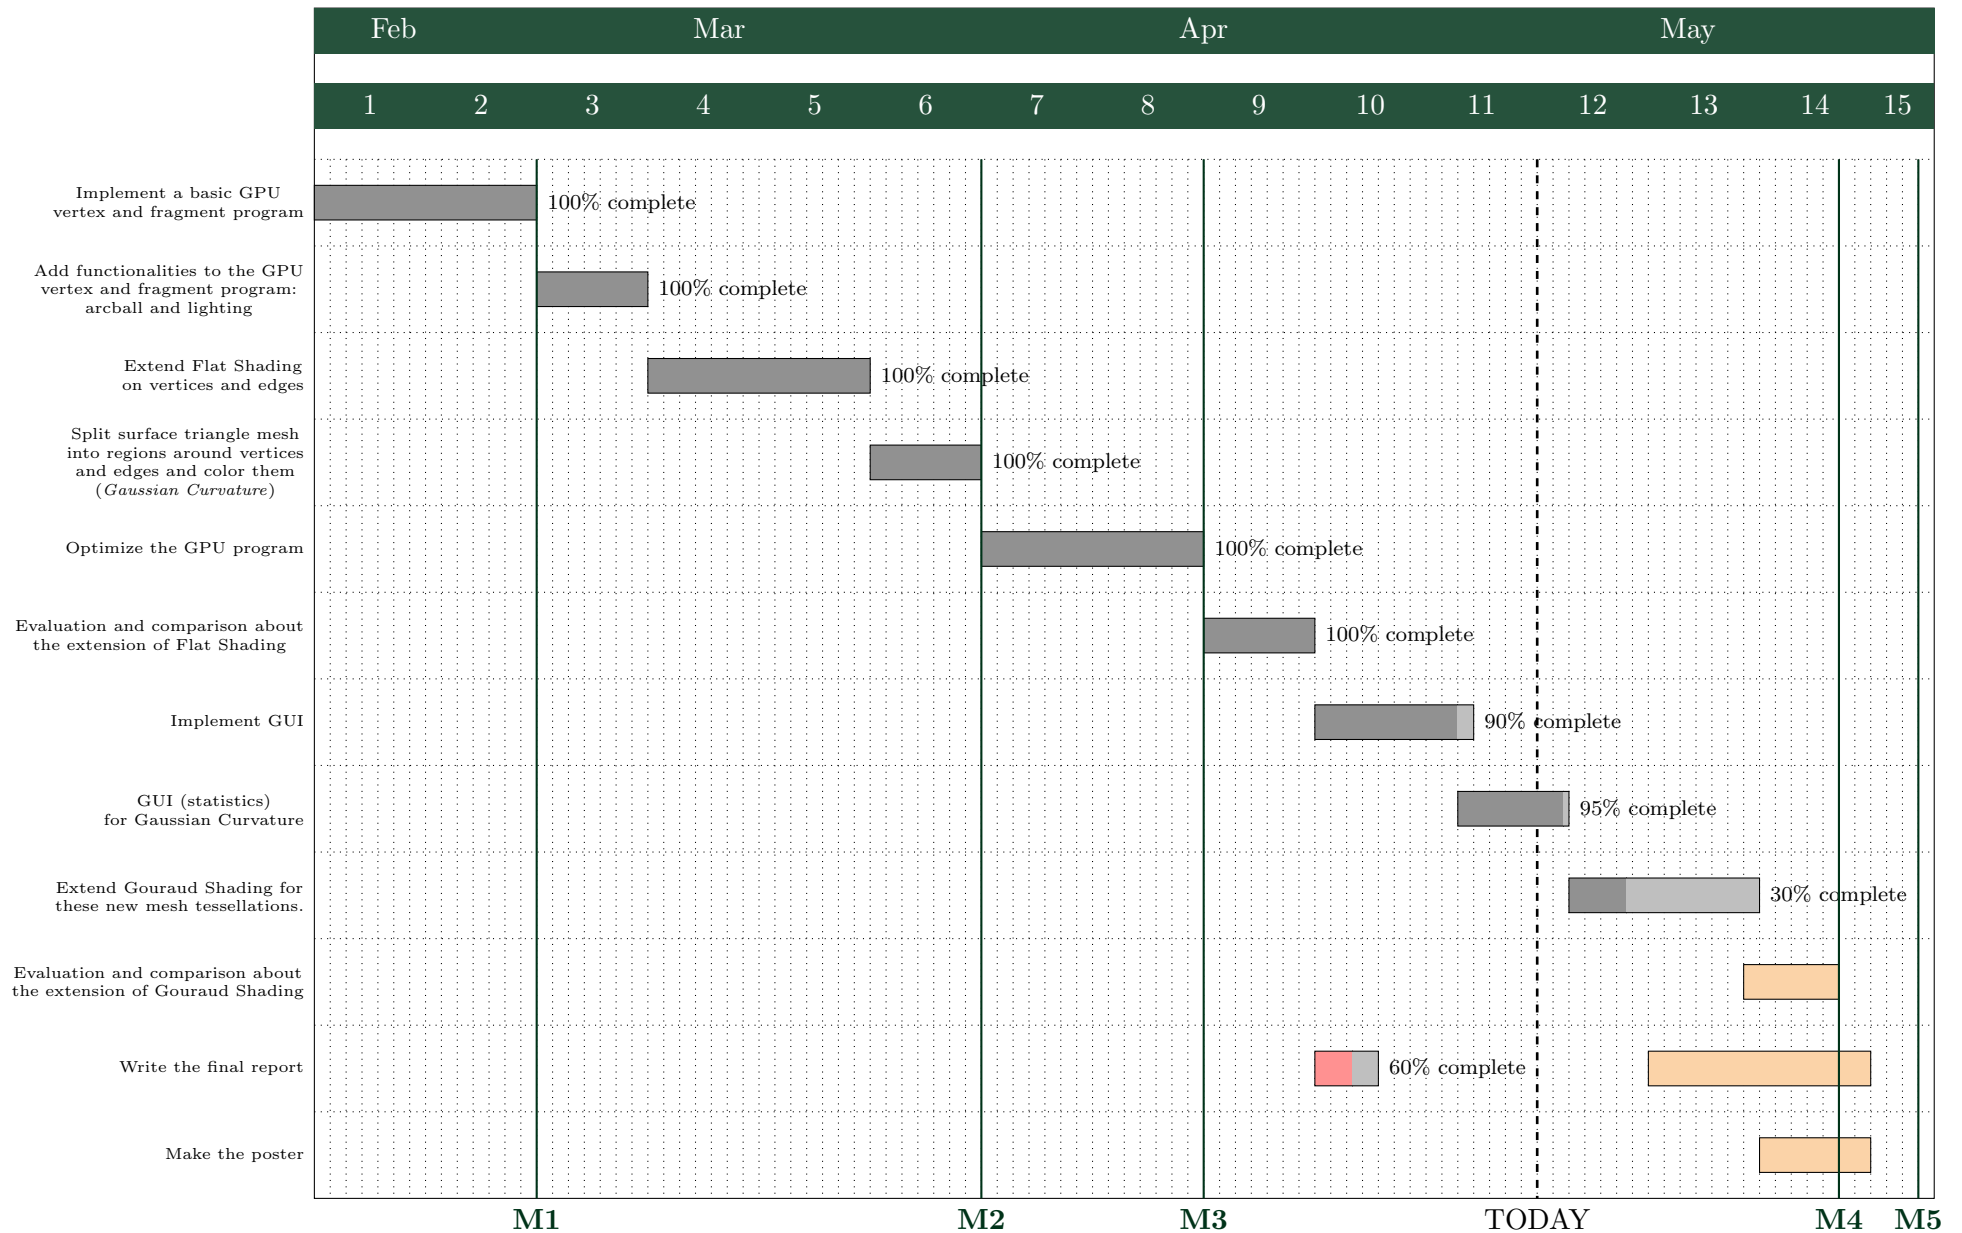 Feb Mar Apr May
1 2 3 4 5 6 7 8 9 10 11 12 13 14 15
Implement a basic GPU
vertex and fragment program
100% complete
Add functionalities to the GPU
vertex and fragment program:
arcball and lighting
100% complete
Extend Flat Shading
on vertices and edges
100% complete
Split surface triangle mesh
into regions around vertices
and edges and color them
(Gaussian Curvature)
100% complete
Optimize the GPU program
100% complete
Evaluation and comparison about
the extension of Flat Shading
100% complete
Implement GUI
90% complete
GUI (statistics)
for Gaussian Curvature
95% complete
Extend Gouraud Shading for
these new mesh tessellations.
30% complete
Evaluation and comparison about
the extension of Gouraud Shading
Write the final report
60% complete
Make the poster
M1 M2 M3 TODAY M4 M5